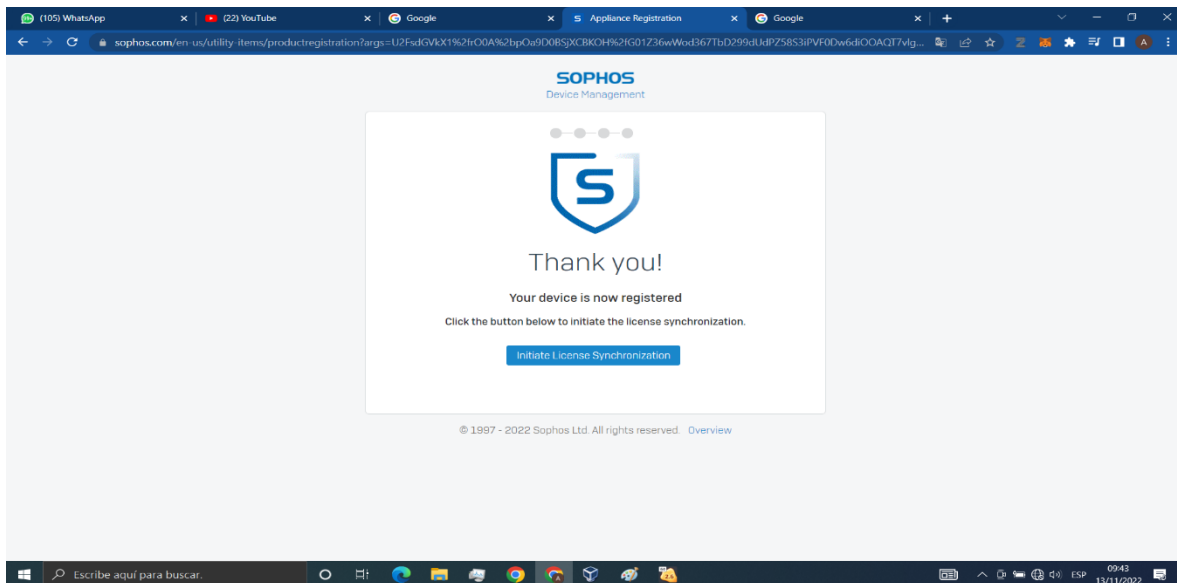 (105) WhatsApp
(22) YouTube
Google
Appliance Registration
Google
sophos.com/en-us/utility-items/productregistration?args=U2FsdGVkX1%2frO0A%2bpOa9D0BSjXCBKOH%2fG01Z36wWod367TbD299dUdPZ58S3iPVF0Dw6diOOAQT7vlg...
A
SOPHOS
Device Management
Thank you!
Your device is now registered
Click the button below to initiate the license synchronization.
Initiate License Synchronization
© 1997 - 2022 Sophos Ltd. All rights reserved. Overview
Escribe aquí para buscar.
ESP
09:43
13/11/2022